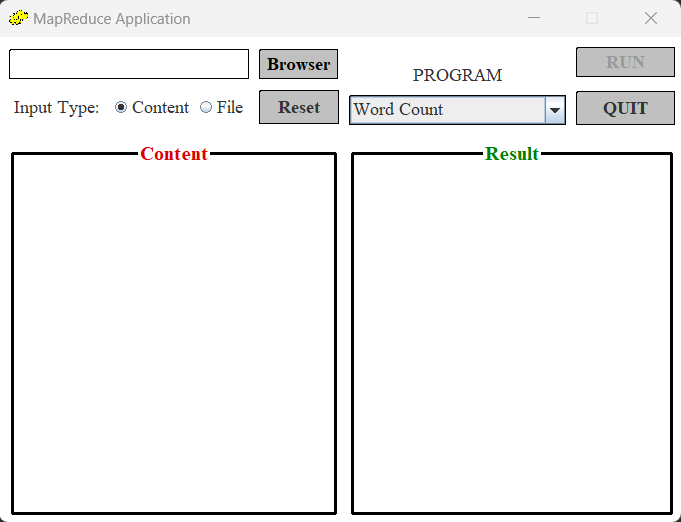 MapReduce Application
Browser
PROGRAM
RUN
Input Type: Content File
Reset
Word Count
QUIT
Content
Result